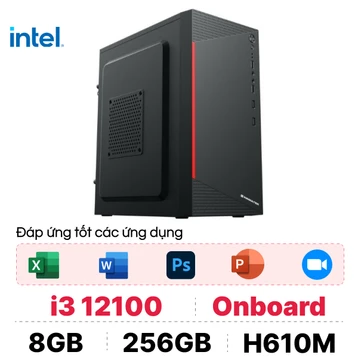 intel.
Đáp ứng tốt các ứng dụng
X W Ps P
i3 12100 Onboard
8GB 256GB H610M